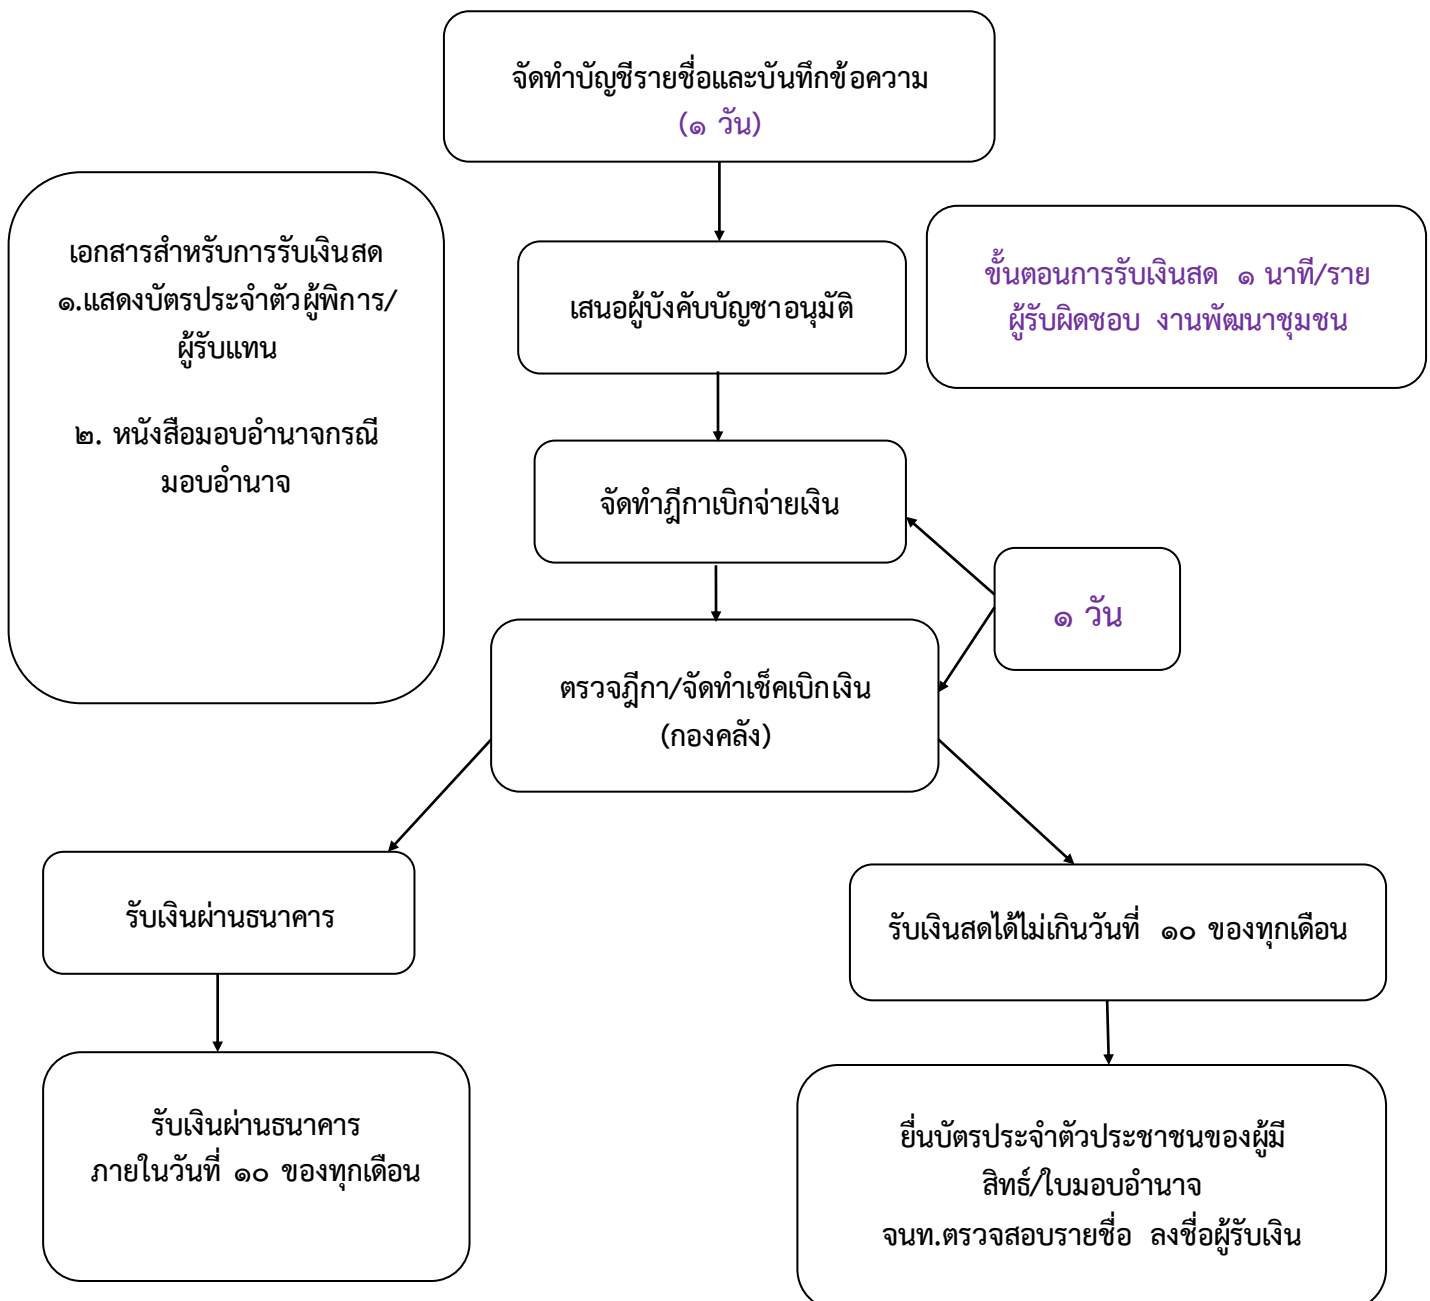 จัดทำบัญชีรายชื่อและบันทึกข้อความ
(๑ วัน)
เอกสารสำหรับการรับเงินสด
๑.แสดงบัตรประจำตัวผู้พิการ/
ผู้รับแทน
๒. หนังสือมอบอำนาจกรณี
มอบอำนาจ
เสนอผู้บังคับบัญชาอนุมัติ
ขั้นตอนการรับเงินสด ๑ นาที/ราย
ผู้รับผิดชอบ งานพัฒนาชุมชน
จัดทำฎีกาเบิกจ่ายเงิน
๑ วัน
ตรวจฎีกา/จัดทำเช็คเบิกเงิน
(กองคลัง)
รับเงินผ่านธนาคาร
รับเงินสดได้ไม่เกินวันที่ ๑๐ ของทุกเดือน
รับเงินผ่านธนาคาร
ภายในวันที่ ๑๐ ของทุกเดือน
ยื่นบัตรประจำตัวประชาชนของผู้มี
สิทธ์/ใบมอบอำนาจ
จนท.ตรวจสอบรายชื่อ ลงชื่อผู้รับเงิน